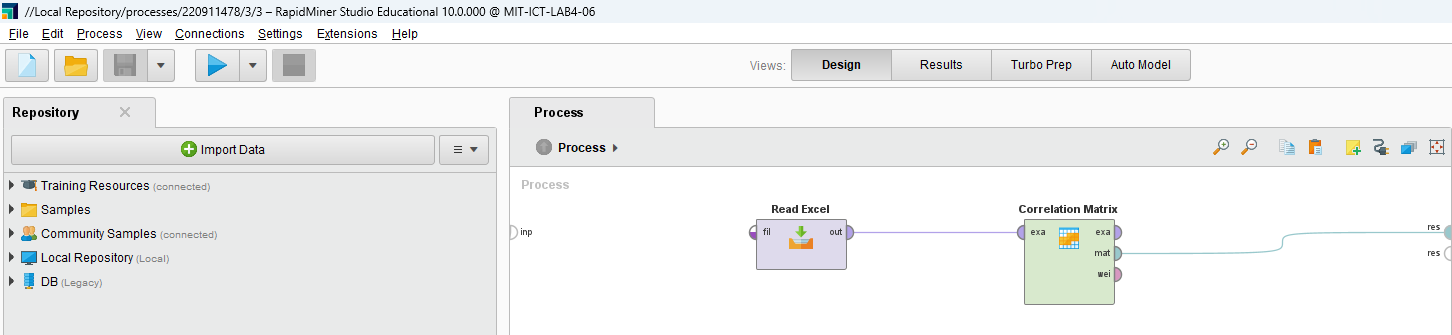 //Local Repository/processes/220911478/3/3 – RapidMiner Studio Educational 10.0.000 @ MIT-ICT-LAB4-06
File Edit Process View Connections Settings Extensions Help
Views: Design Results Turbo Prep Auto Model
Repository
Import Data
Training Resources (connected)
Samples
Community Samples (connected)
Local Repository (Local)
DB (Legacy)
Process
Process
Process
inp
Read Excel
fil out
Correlation Matrix
exa exa
mat
wei
res
res